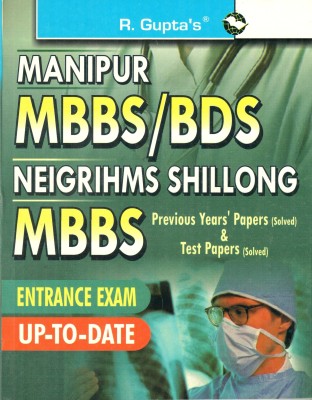 R. Gupta's®
MANIPUR
MBBS/BDS
NEIGRIHMS SHILLONG
MBBS
Previous Years' Papers (Solved)
&
Test Papers (Solved)
ENTRANCE EXAM
UP-TO-DATE